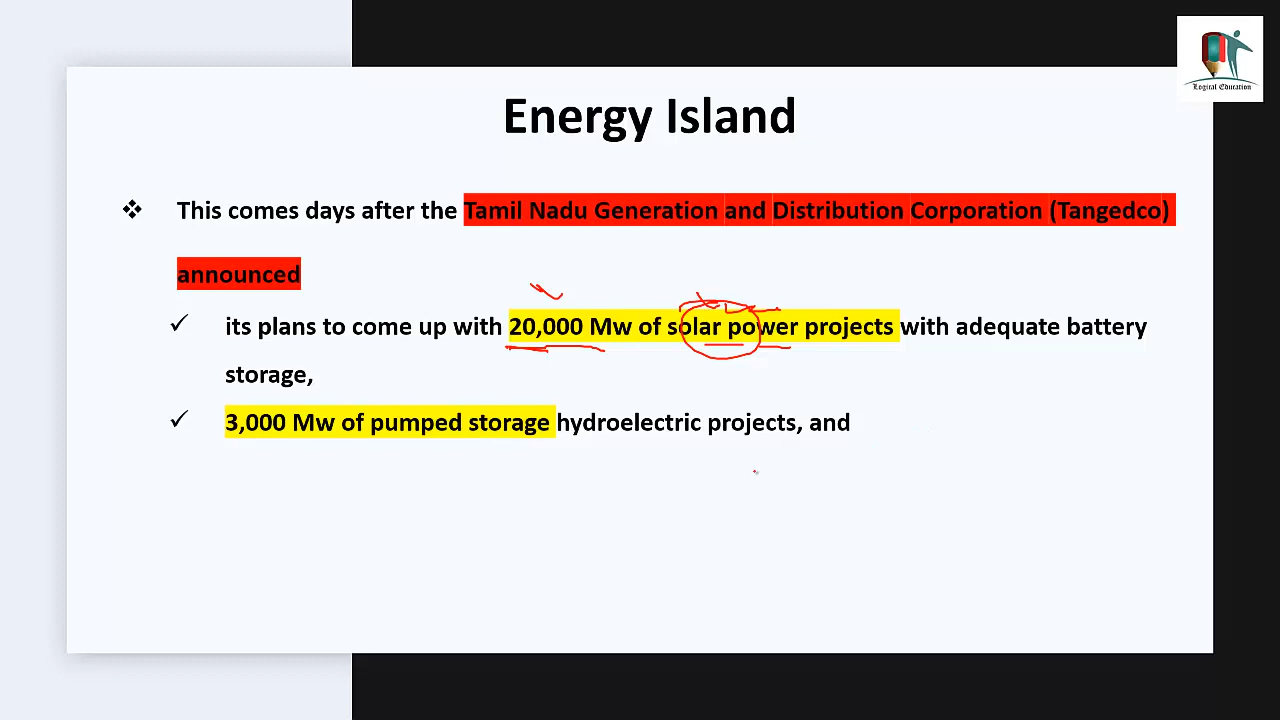 Logical Education
Energy Island
This comes days after the Tamil Nadu Generation and Distribution Corporation (Tangedco)
announced
its plans to come up with 20,000 Mw of solar power projects with adequate battery
storage,
3,000 Mw of pumped storage hydroelectric projects, and